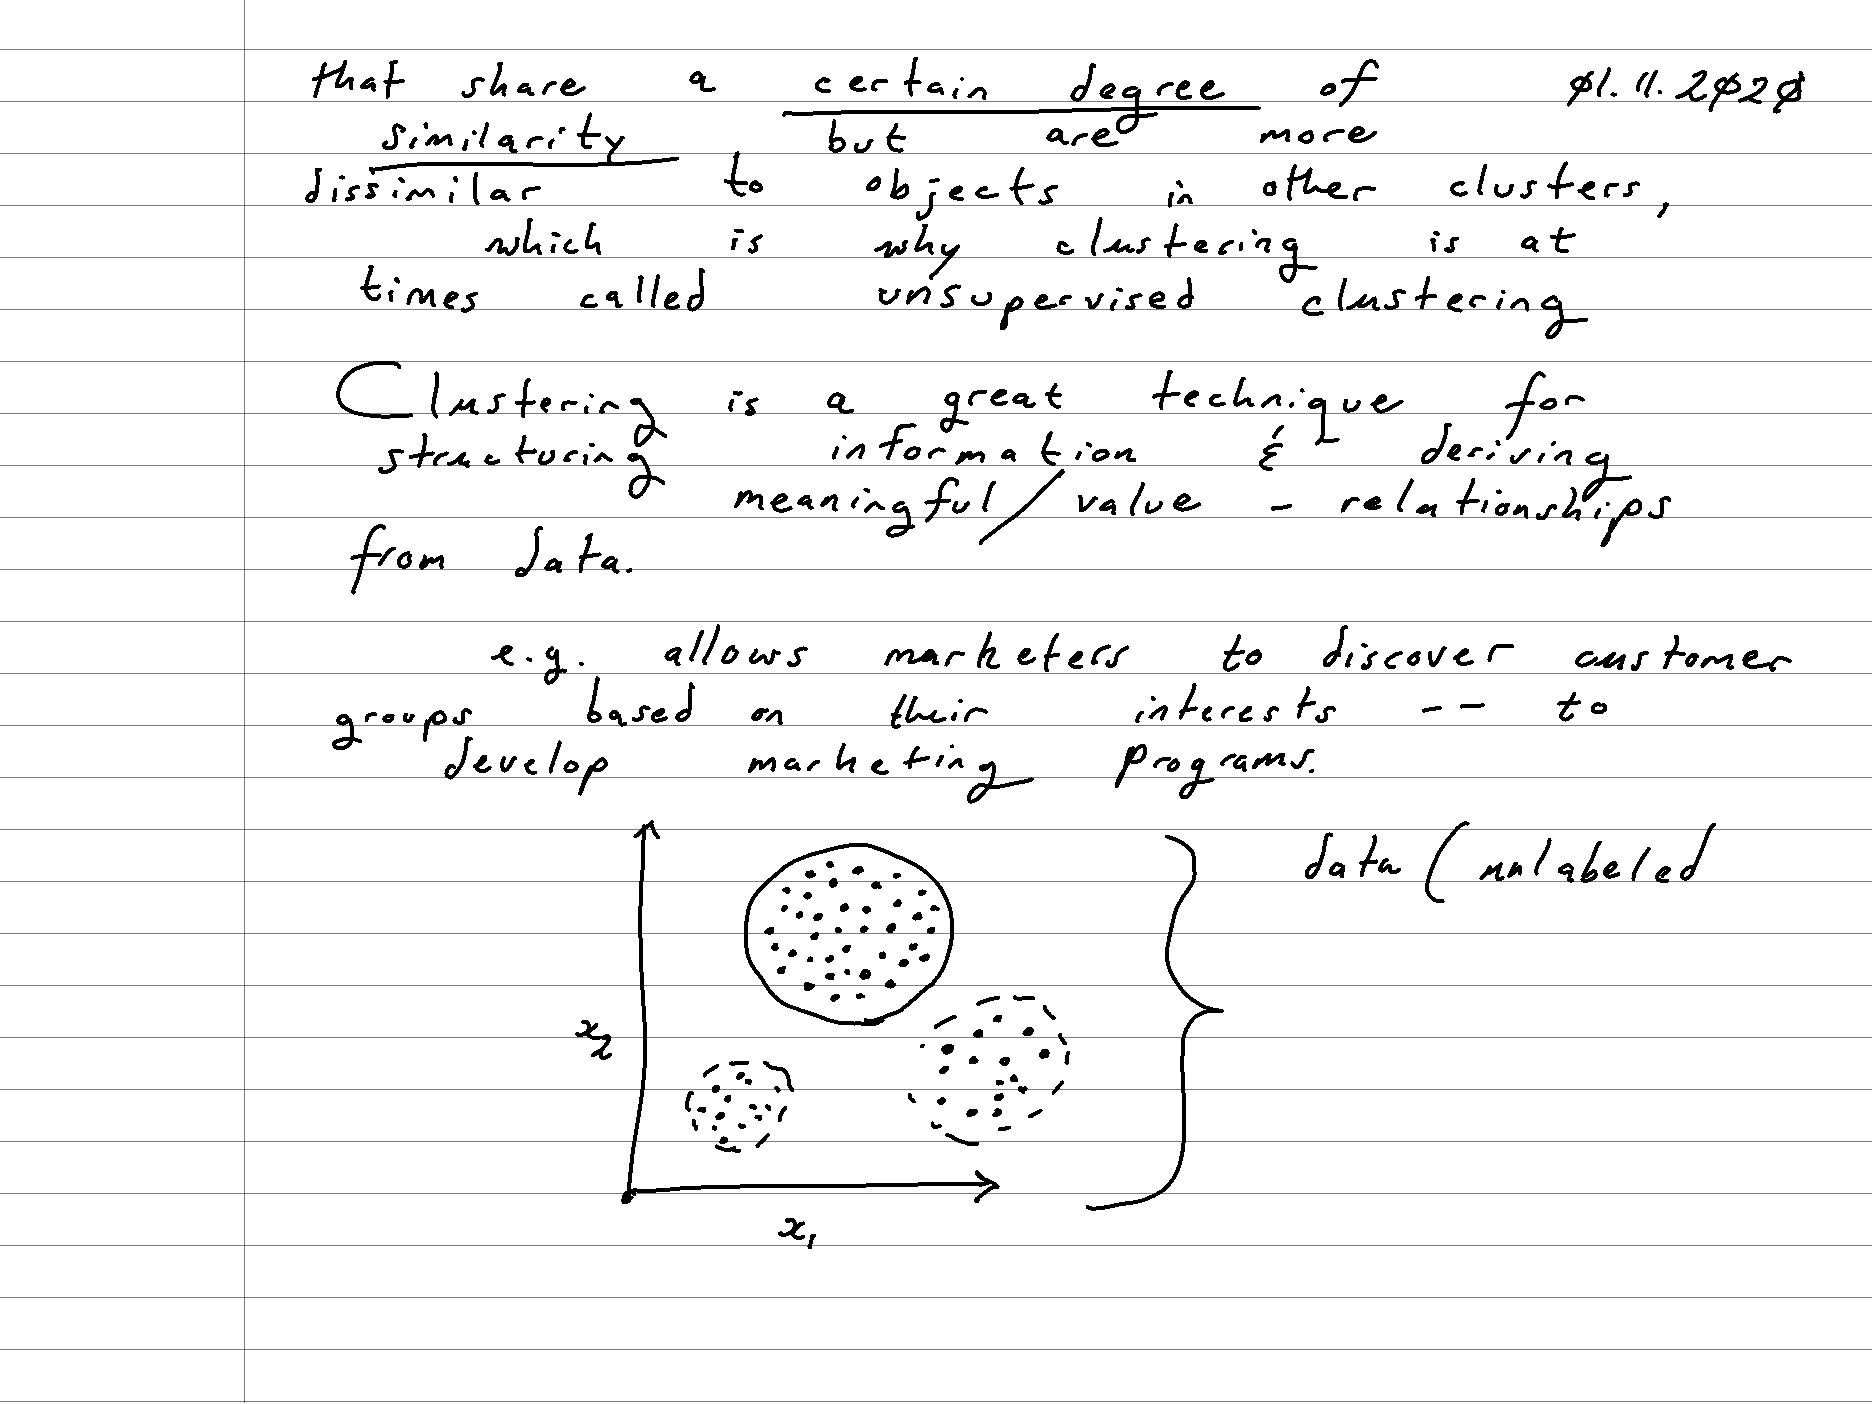 that share a certain degree of 01.11.2020
similarity but are more
dissimilar to objects in other clusters,
which is why clustering is at
times called unsupervised clustering
Clustering is a great technique for
structuring information & deriving
meaningful/value - relationships
from data.
e.g. allows marketers to discover customer
groups based on their interests -- to
develop marketing programs.
data (unlabeled
x₂
x₁